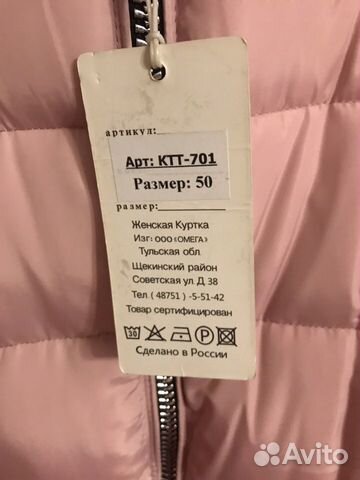 артикул:
Арт: КТТ-701
Размер: 50
размер:
Женская Куртка
Изг: ООО «ОМЕГА»
Тульская обл
Щекинский район
Советская ул Д 38
Тел ( 48751 ) -5-51-42
Товар сертифицирован
30 P
Сделано в России
Avito